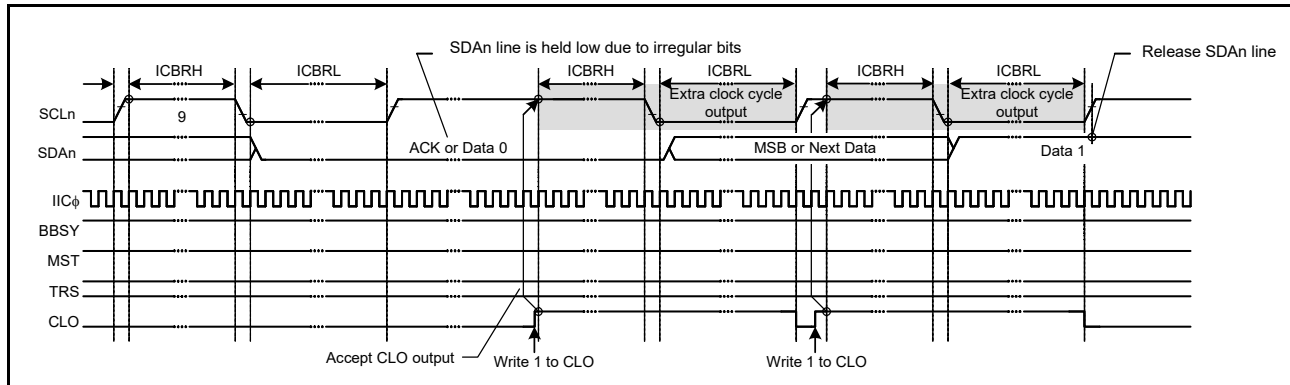 SDAn line is held low due to irregular bits
Release SDAn line
ICBRH
ICBRL
ICBRH
ICBRL
ICBRH
ICBRL
Extra clock cycle
output
Extra clock cycle
output
SCLn
9
SDAn
ACK or Data 0
MSB or Next Data
Data 1
IICϕ
BBSY
MST
TRS
CLO
Accept CLO output
Write 1 to CLO
Write 1 to CLO